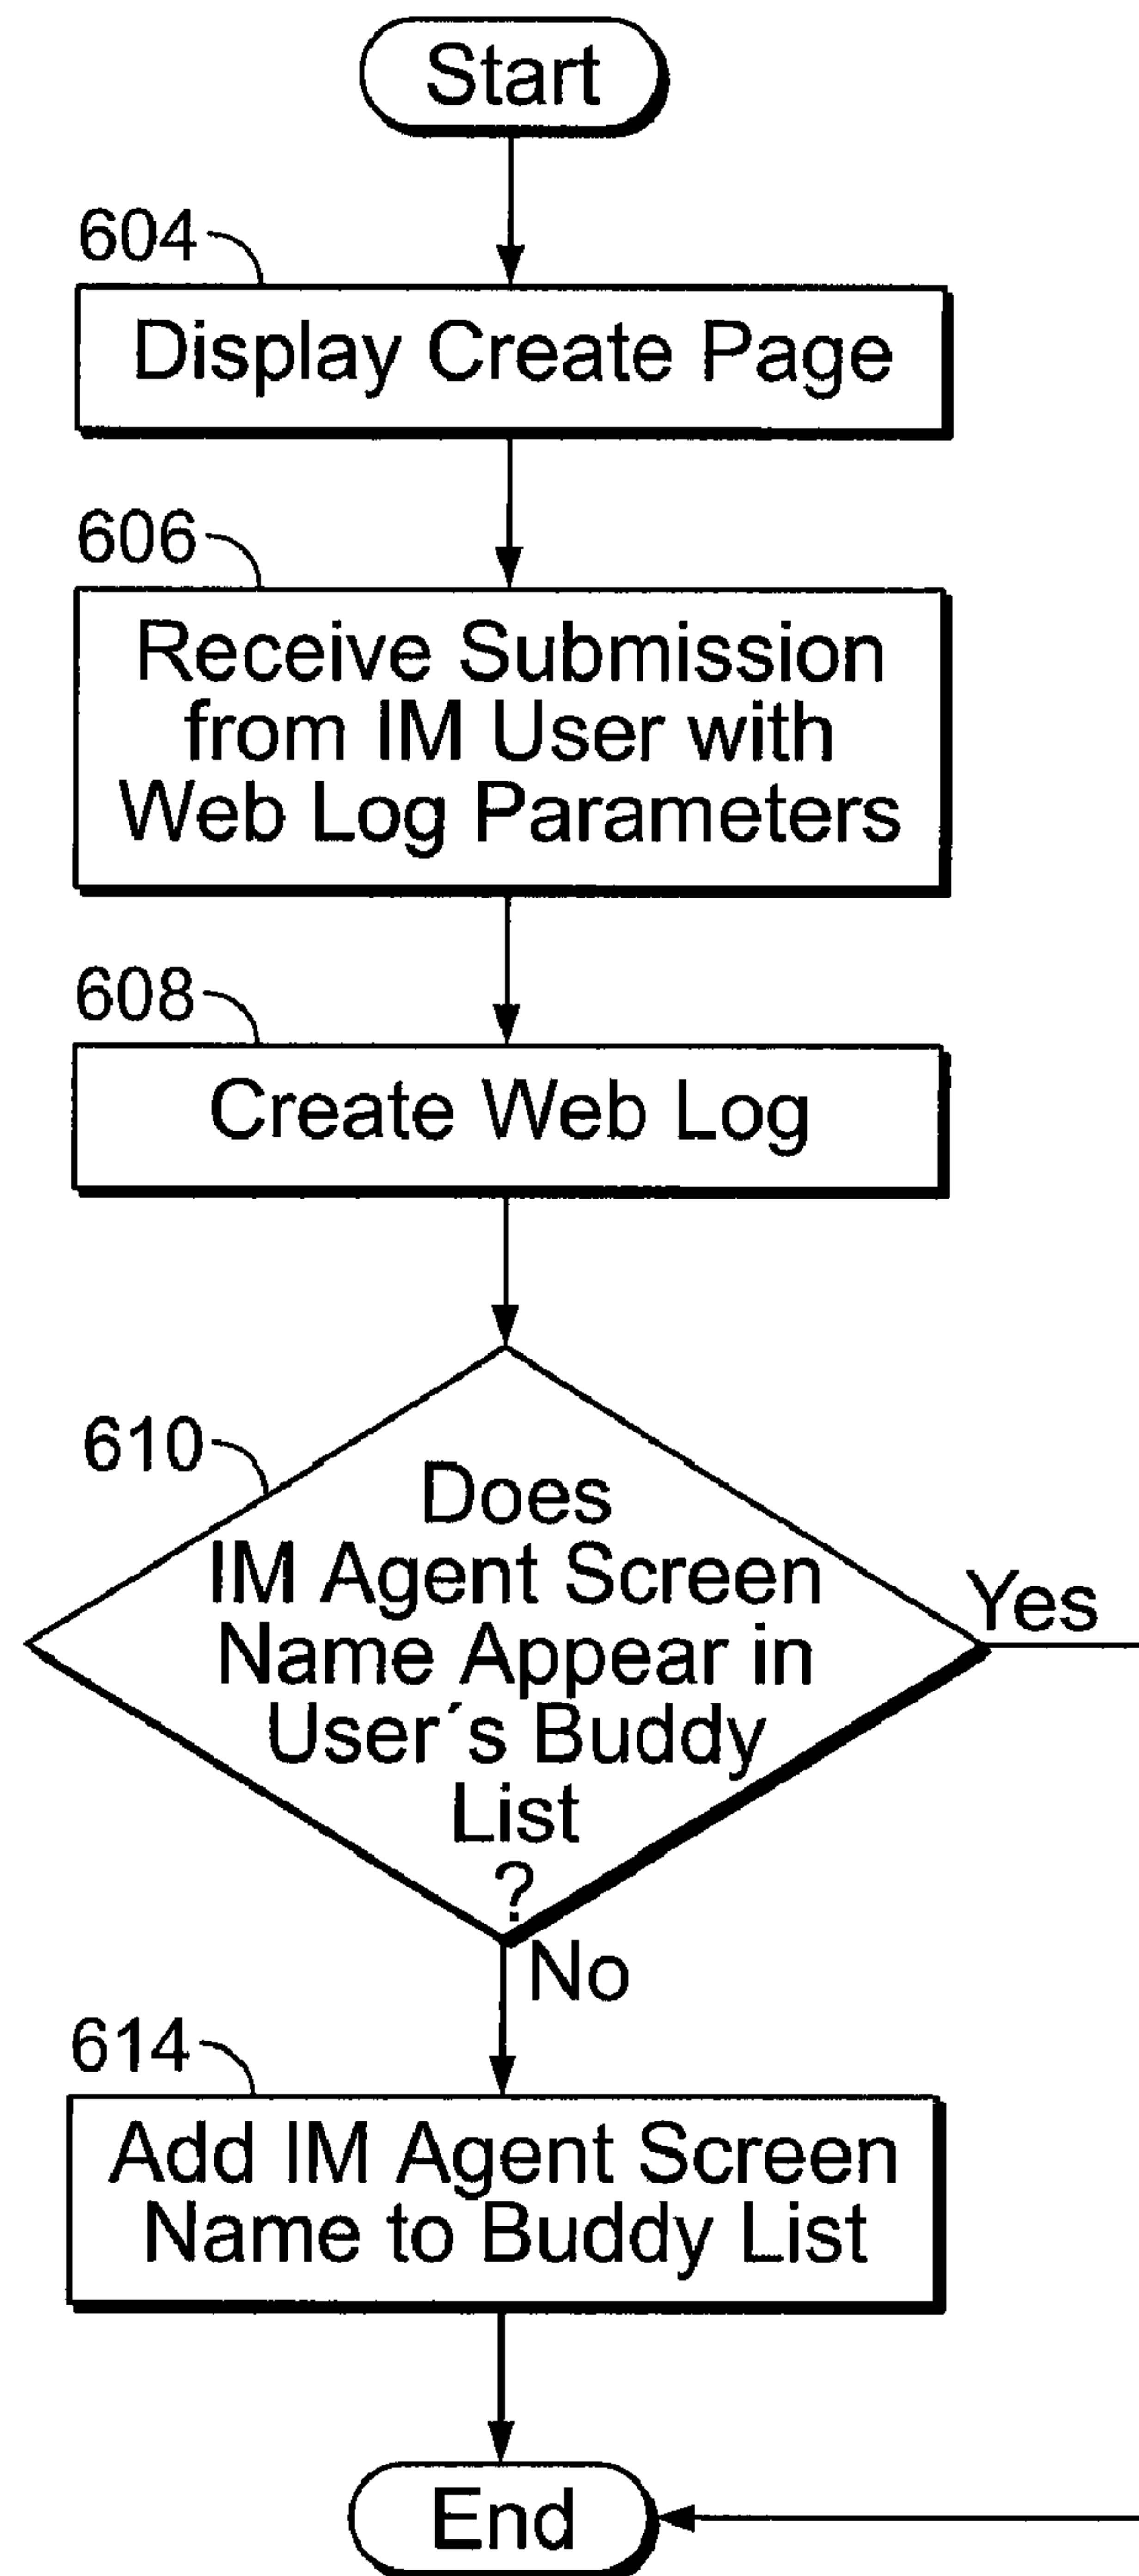 Start
604
Display Create Page
606
Receive Submission
from IM User with
Web Log Parameters
608
Create Web Log
610
Does
IM Agent Screen
Name Appear in
User´s Buddy
List
?
Yes
No
614
Add IM Agent Screen
Name to Buddy List
End